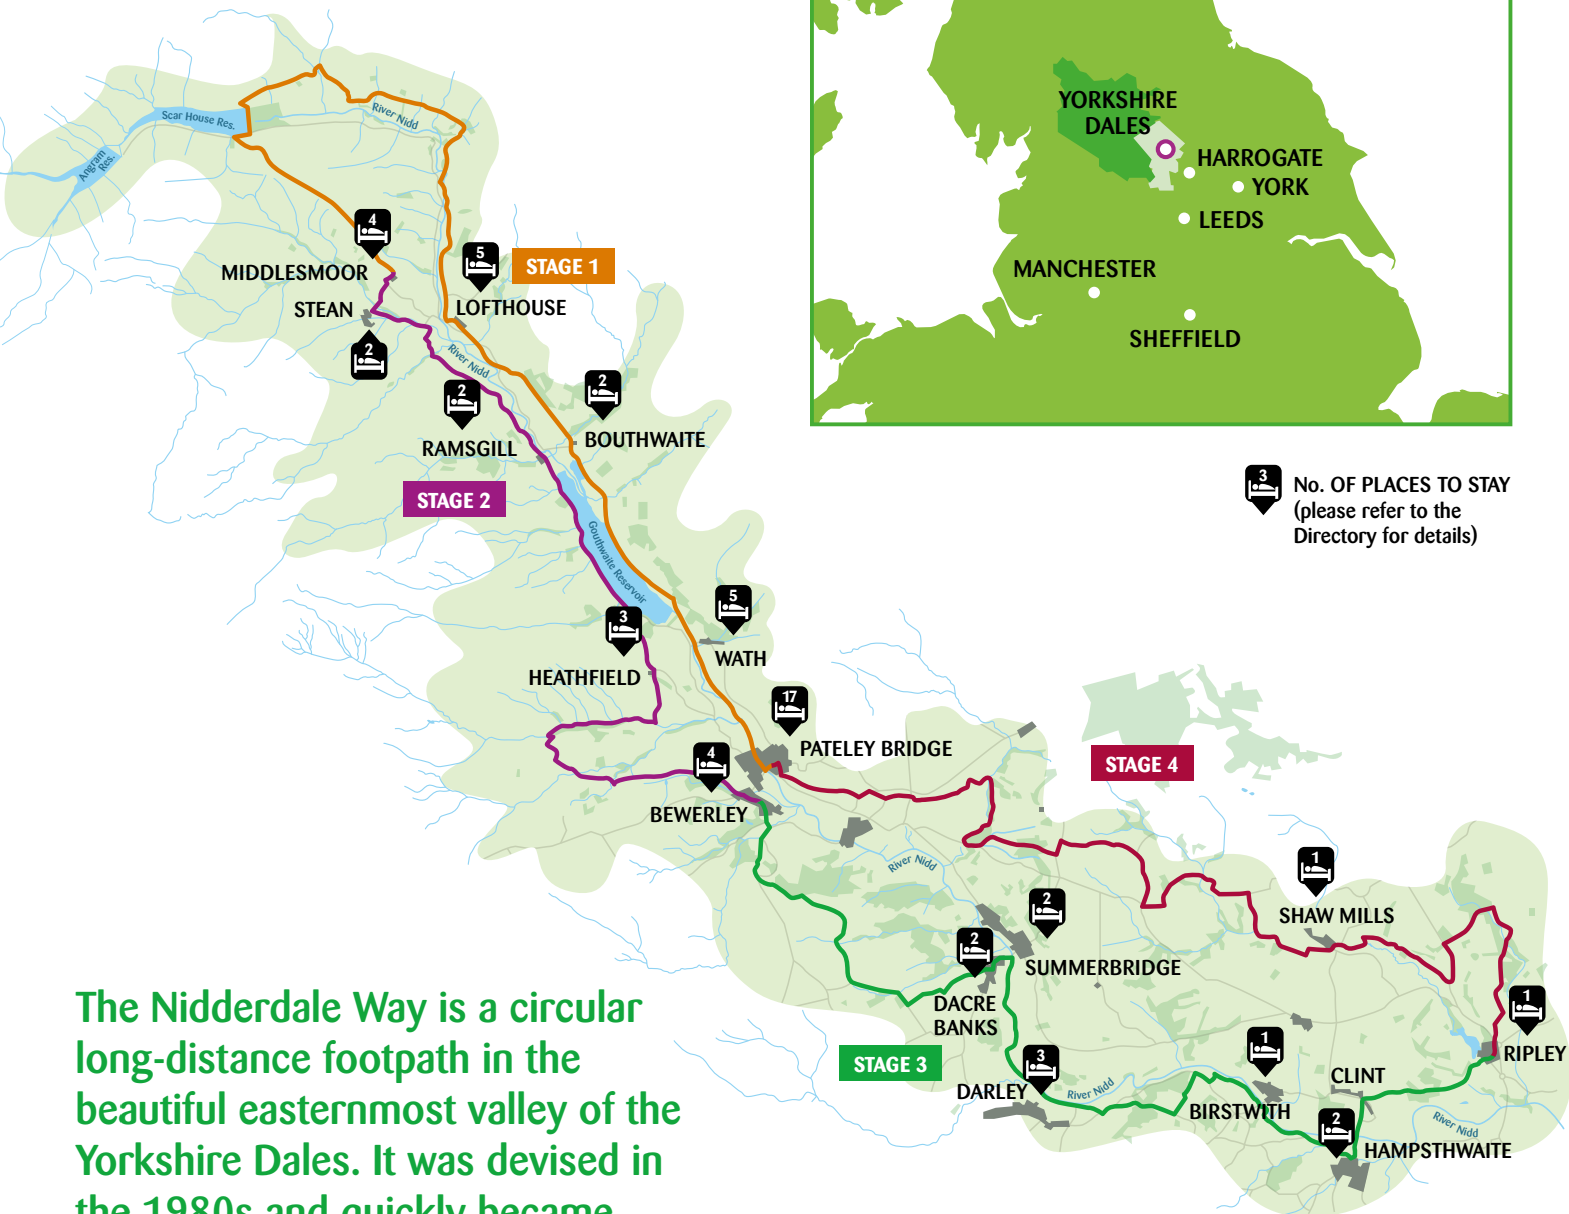 Scar House Res.
Angram
Res.
River Nidd
4
MIDDLESMOOR
5
STAGE 1
STEAN
LOFTHOUSE
2
River Nidd
2
2
RAMSGILL
BOUTHWAITE
STAGE 2
Gouthwaite Reservoir
3
5
WATH
HEATHFIELD
17
4
PATELEY BRIDGE
BEWERLEY
STAGE 4
River Nidd
1
SHAW MILLS
2
2
SUMMERBRIDGE
DACRE
BANKS
STAGE 3
3
DARLEY
River Nidd
1
BIRSTWITH
CLINT
1
RIPLEY
River Nidd
2
HAMPSTHWAITE
YORKSHIRE
DALES
HARROGATE
YORK
LEEDS
MANCHESTER
SHEFFIELD
3
No. OF PLACES TO STAY
(please refer to the
Directory for details)
The Nidderdale Way is a circular
long-distance footpath in the
beautiful easternmost valley of the
Yorkshire Dales. It was devised in
the 1980s and quickly became